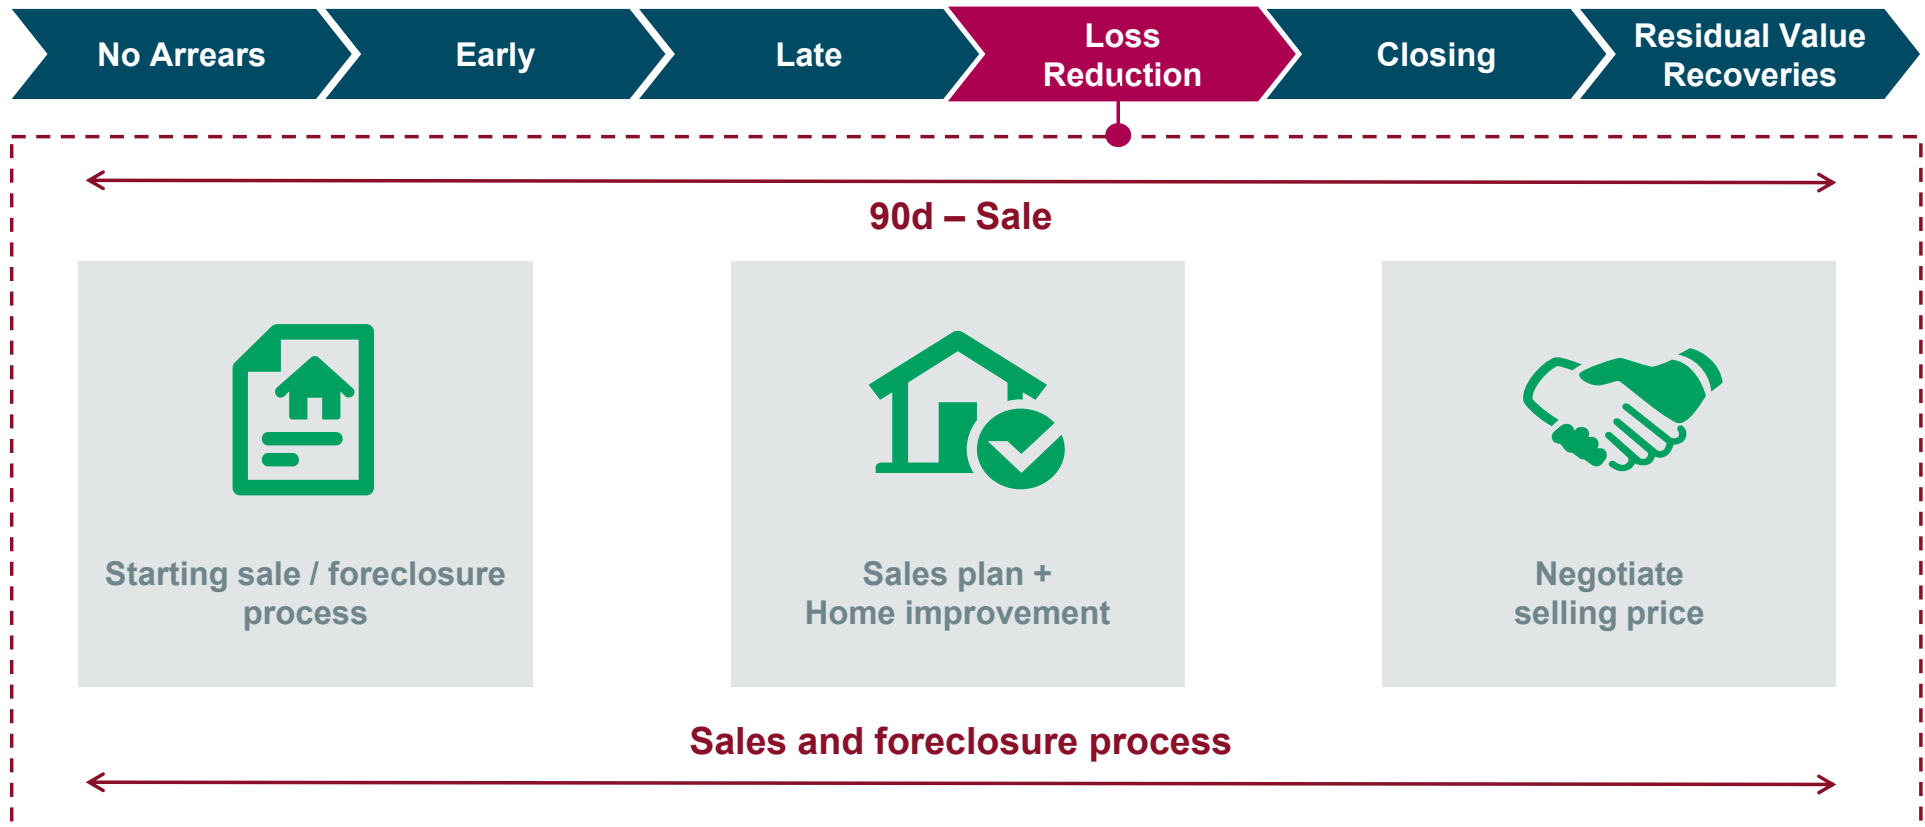 No Arrears
Early
Late
Loss
Reduction
Closing
Residual Value
Recoveries
90d – Sale
Starting sale / foreclosure
process
Sales plan +
Home improvement
Negotiate
selling price
Sales and foreclosure process